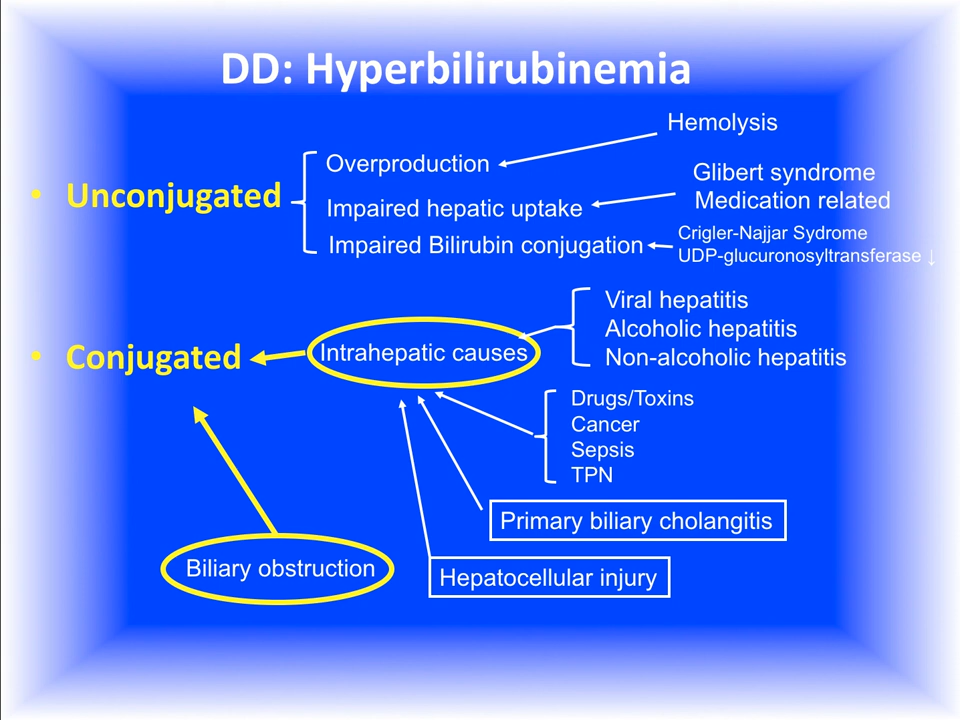 DD: Hyperbilirubinemia
Hemolysis
Overproduction
Glibert syndrome
Medication related
• Unconjugated
Impaired hepatic uptake
Crigler-Najjar Sydrome
Impaired Bilirubin conjugation
UDP-glucuronosyltransferase ↓
Viral hepatitis
Alcoholic hepatitis
Non-alcoholic hepatitis
• Conjugated
Intrahepatic causes
Drugs/Toxins
Cancer
Sepsis
TPN
Primary biliary cholangitis
Biliary obstruction
Hepatocellular injury